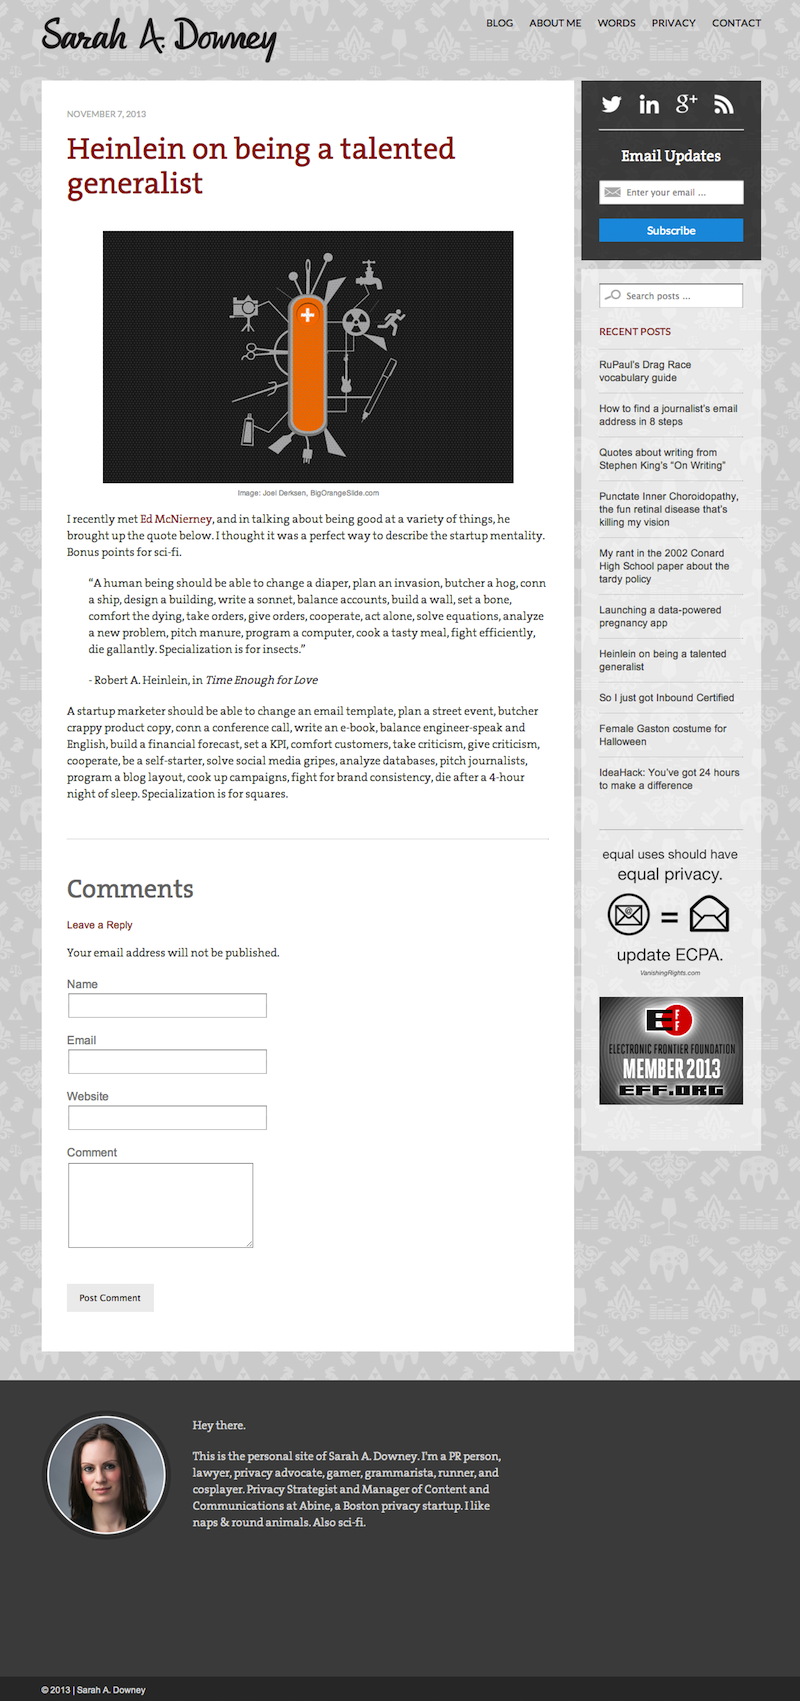 Sarah A. Downey
BLOG ABOUT ME WORDS PRIVACY CONTACT
NOVEMBER 7, 2013
Heinlein on being a talented
generalist
Image: Joel Derksen, BigOrangeSlide.com
I recently met Ed McNierney, and in talking about being good at a variety of things, he
brought up the quote below. I thought it was a perfect way to describe the startup mentality.
Bonus points for sci-fi.
“A human being should be able to change a diaper, plan an invasion, butcher a hog, conn
a ship, design a building, write a sonnet, balance accounts, build a wall, set a bone,
comfort the dying, take orders, give orders, cooperate, act alone, solve equations, analyze
a new problem, pitch manure, program a computer, cook a tasty meal, fight efficiently,
die gallantly. Specialization is for insects.”
- Robert A. Heinlein, in Time Enough for Love
A startup marketer should be able to change an email template, plan a street event, butcher
crappy product copy, conn a conference call, write an e-book, balance engineer-speak and
English, build a financial forecast, set a KPI, comfort customers, take criticism, give criticism,
cooperate, be a self-starter, solve social media gripes, analyze databases, pitch journalists,
program a blog layout, cook up campaigns, fight for brand consistency, die after a 4-hour
night of sleep. Specialization is for squares.
Comments
Leave a Reply
Your email address will not be published.
Name
Email
Website
Comment
Post Comment
in g+
Email Updates
Enter your email ...
Subscribe
Search posts ...
RECENT POSTS
RuPaul’s Drag Race
vocabulary guide
How to find a journalist’s email
address in 8 steps
Quotes about writing from
Stephen King’s “On Writing”
Punctate Inner Choroidopathy,
the fun retinal disease that’s
killing my vision
My rant in the 2002 Conard
High School paper about the
tardy policy
Launching a data-powered
pregnancy app
Heinlein on being a talented
generalist
So I just got Inbound Certified
Female Gaston costume for
Halloween
IdeaHack: You’ve got 24 hours
to make a difference
equal uses should have
equal privacy.
@ =
update ECPA.
VanishingRights.com
EFF
ELECTRONIC FRONTIER FOUNDATION
MEMBER 2013
EFF.ORG
Hey there.
This is the personal site of Sarah A. Downey. I'm a PR person,
lawyer, privacy advocate, gamer, grammarista, runner, and
cosplayer. Privacy Strategist and Manager of Content and
Communications at Abine, a Boston privacy startup. I like
naps & round animals. Also sci-fi.
© 2013 | Sarah A. Downey